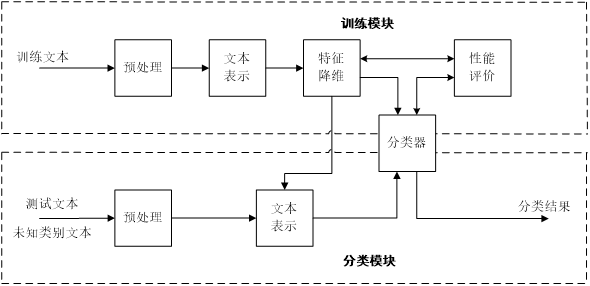 训练模块
训练文本
预处理
文本
表示
特征
降维
性能
评价
分类器
测试文本
未知类别文本
预处理
文本
表示
分类结果
分类模块